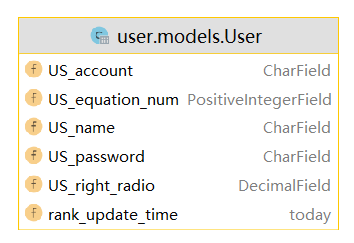 user.models.User
US_account CharField
US_equation_num PositiveIntegerField
US_name CharField
US_password CharField
US_right_radio DecimalField
rank_update_time today